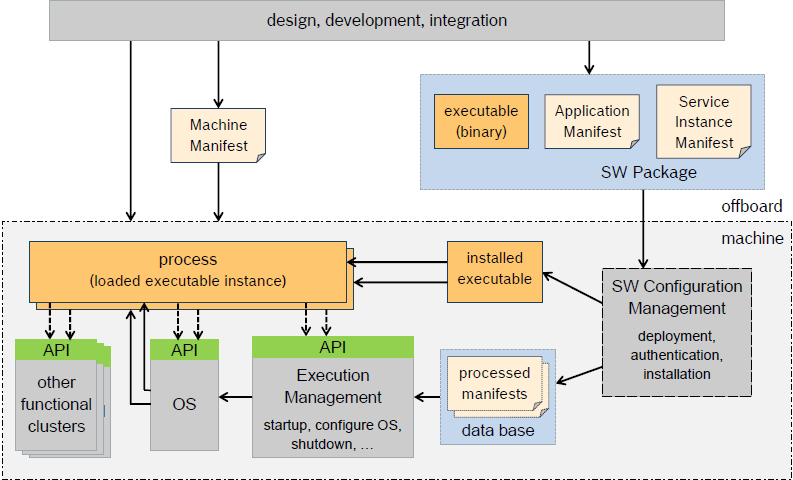 design, development, integration
Machine
Manifest
executable
(binary)
Application
Manifest
Service
Instance
Manifest
SW Package
offboard
machine
process
(loaded executable instance)
installed
executable
SW Configuration
Management
deployment,
authentication,
installation
API
other
functional
clusters
API
OS
API
Execution
Management
startup, configure OS,
shutdown, ...
processed
manifests
data base